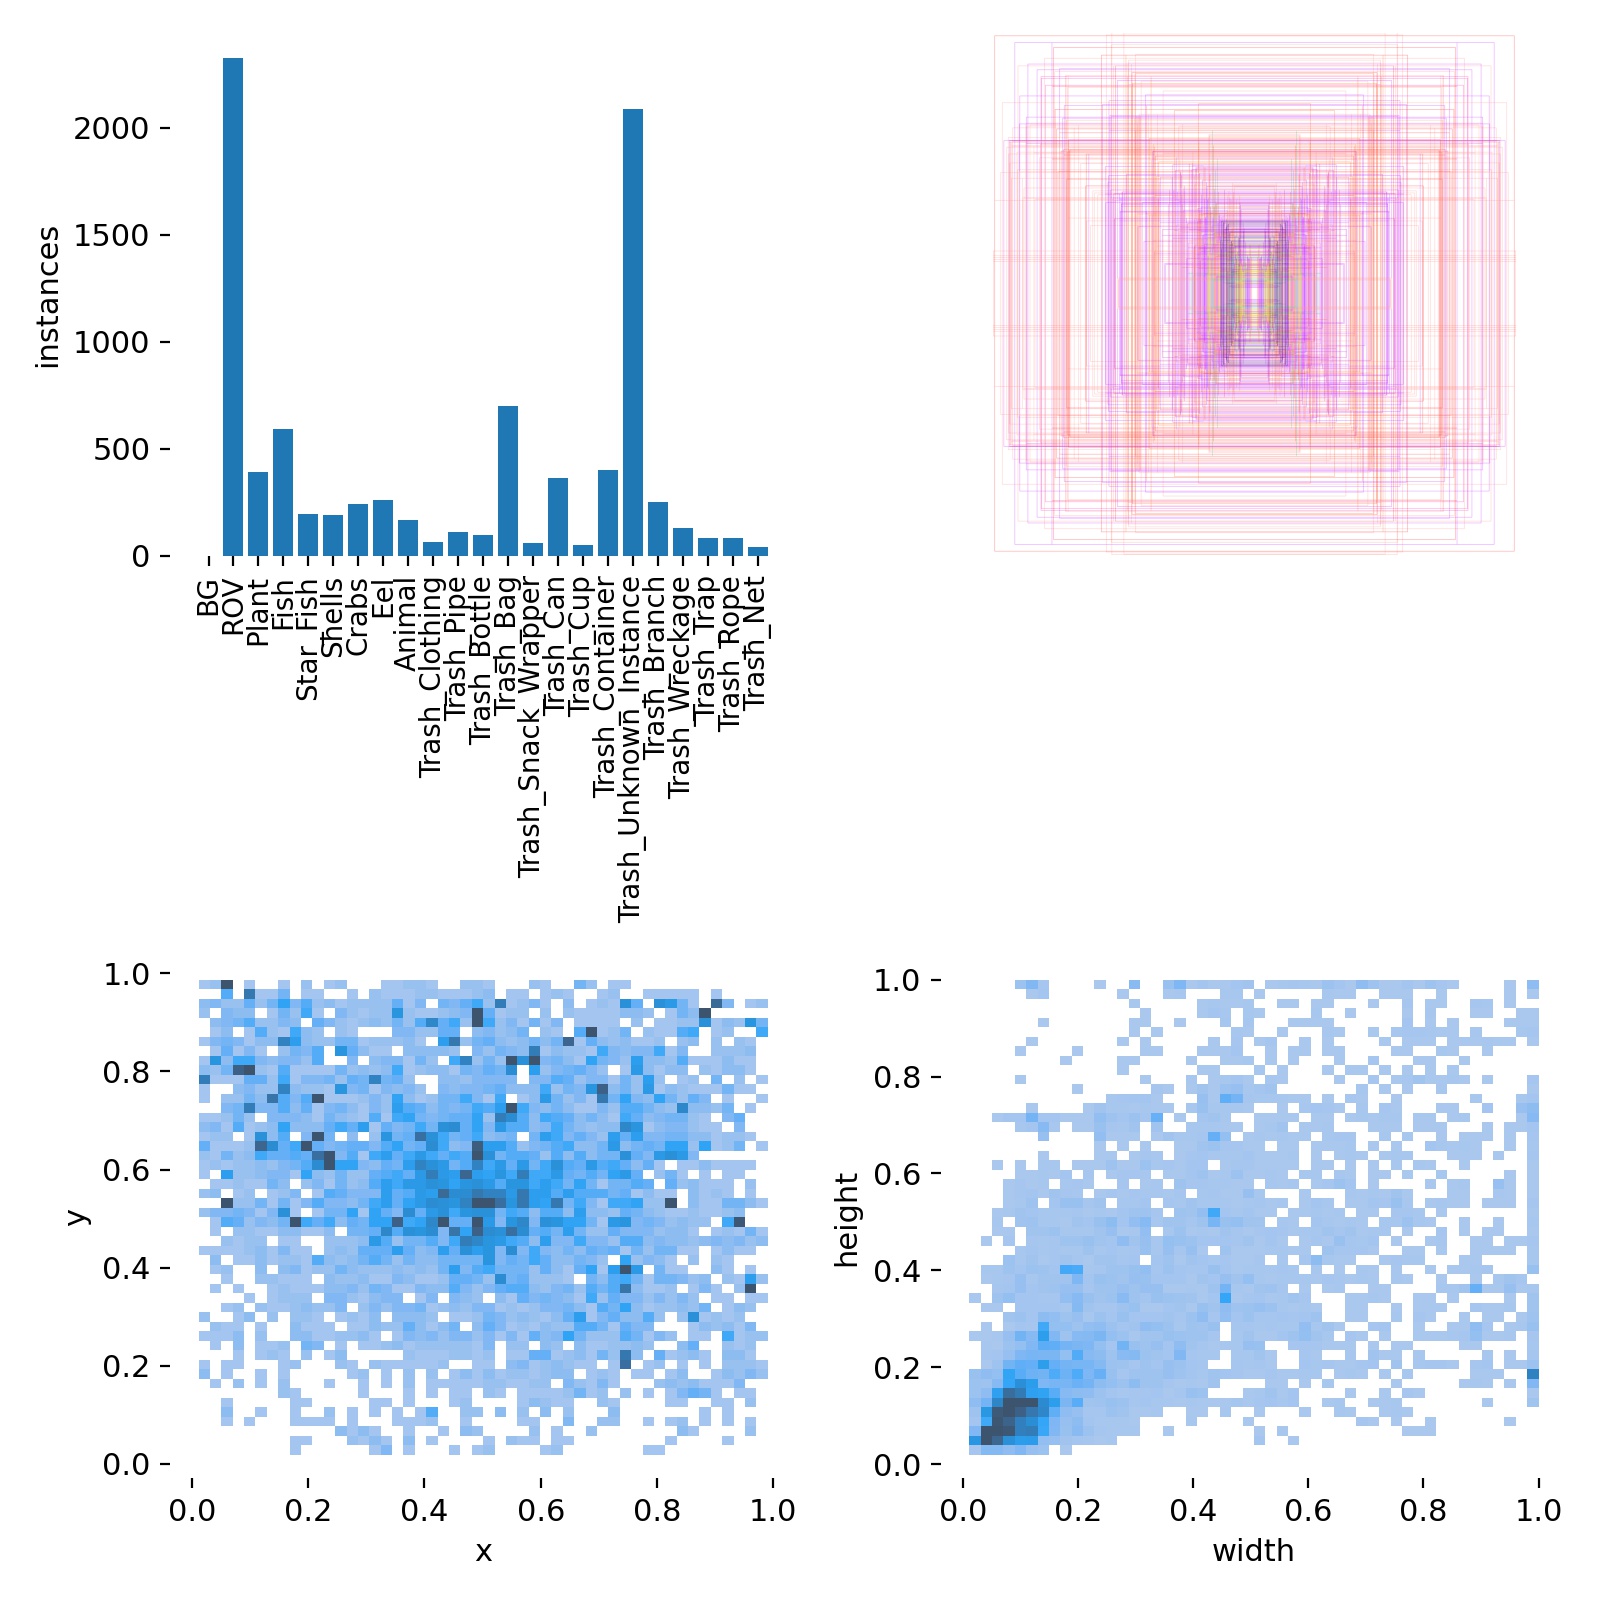 instances
2000
1500
1000
500
0
BG
ROV
Plant
Fish
Star_Fish
Shells
Crabs
Eel
Animal
Trash_Clothing
Trash_Pipe
Trash_Bottle
Trash_Bag
Trash_Snack_Wrapper
Trash_Can
Trash_Cup
Trash_Container
Trash_Unknown_Instance
Trash_Branch
Trash_Wreckage
Trash_Trap
Trash_Rope
Trash_Net
y
1.0
0.8
0.6
0.4
0.2
0.0
0.0 0.2 0.4 0.6 0.8 1.0
x
height
1.0
0.8
0.6
0.4
0.2
0.0
0.0 0.2 0.4 0.6 0.8 1.0
width